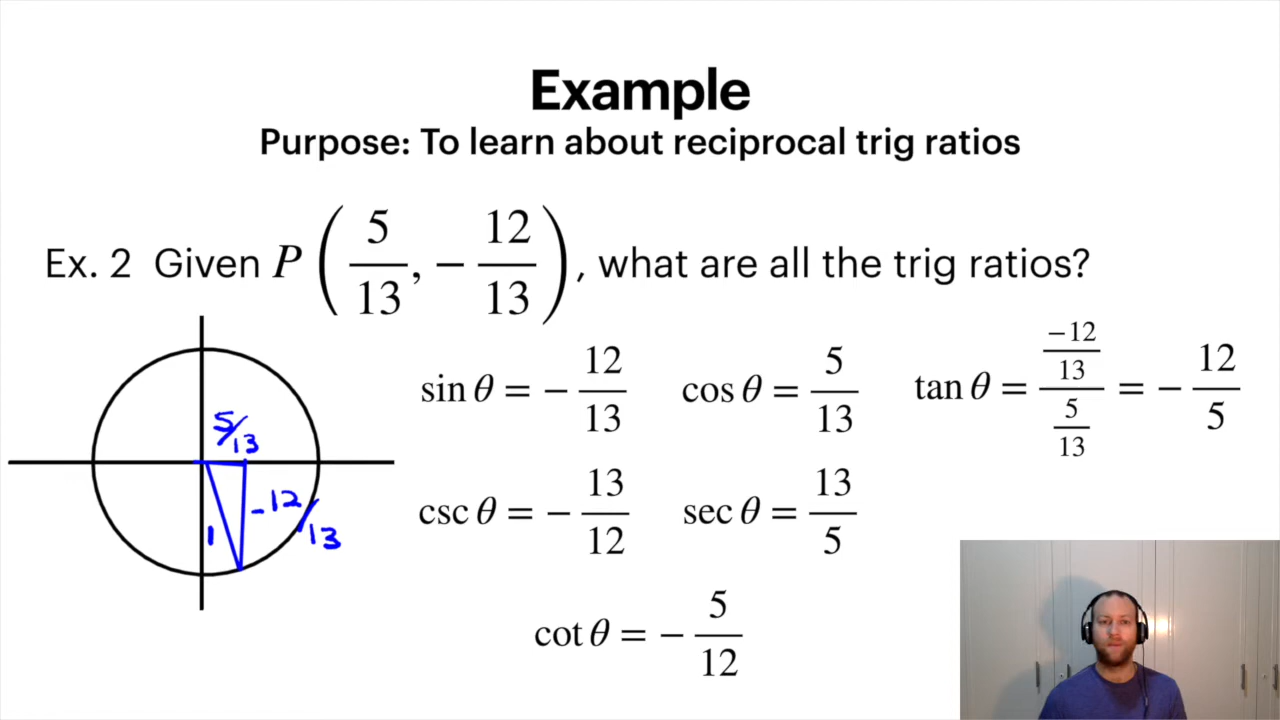 Example
Purpose: To learn about reciprocal trig ratios
Ex. 2 Given P(5/13, −12/13), what are all the trig ratios?
sin θ = −12/13 cos θ = 5/13 tan θ = (−12/13)/(5/13) = −12/5
5/13
csc θ = −13/12 sec θ = 13/5
-12/13
1
cot θ = −5/12